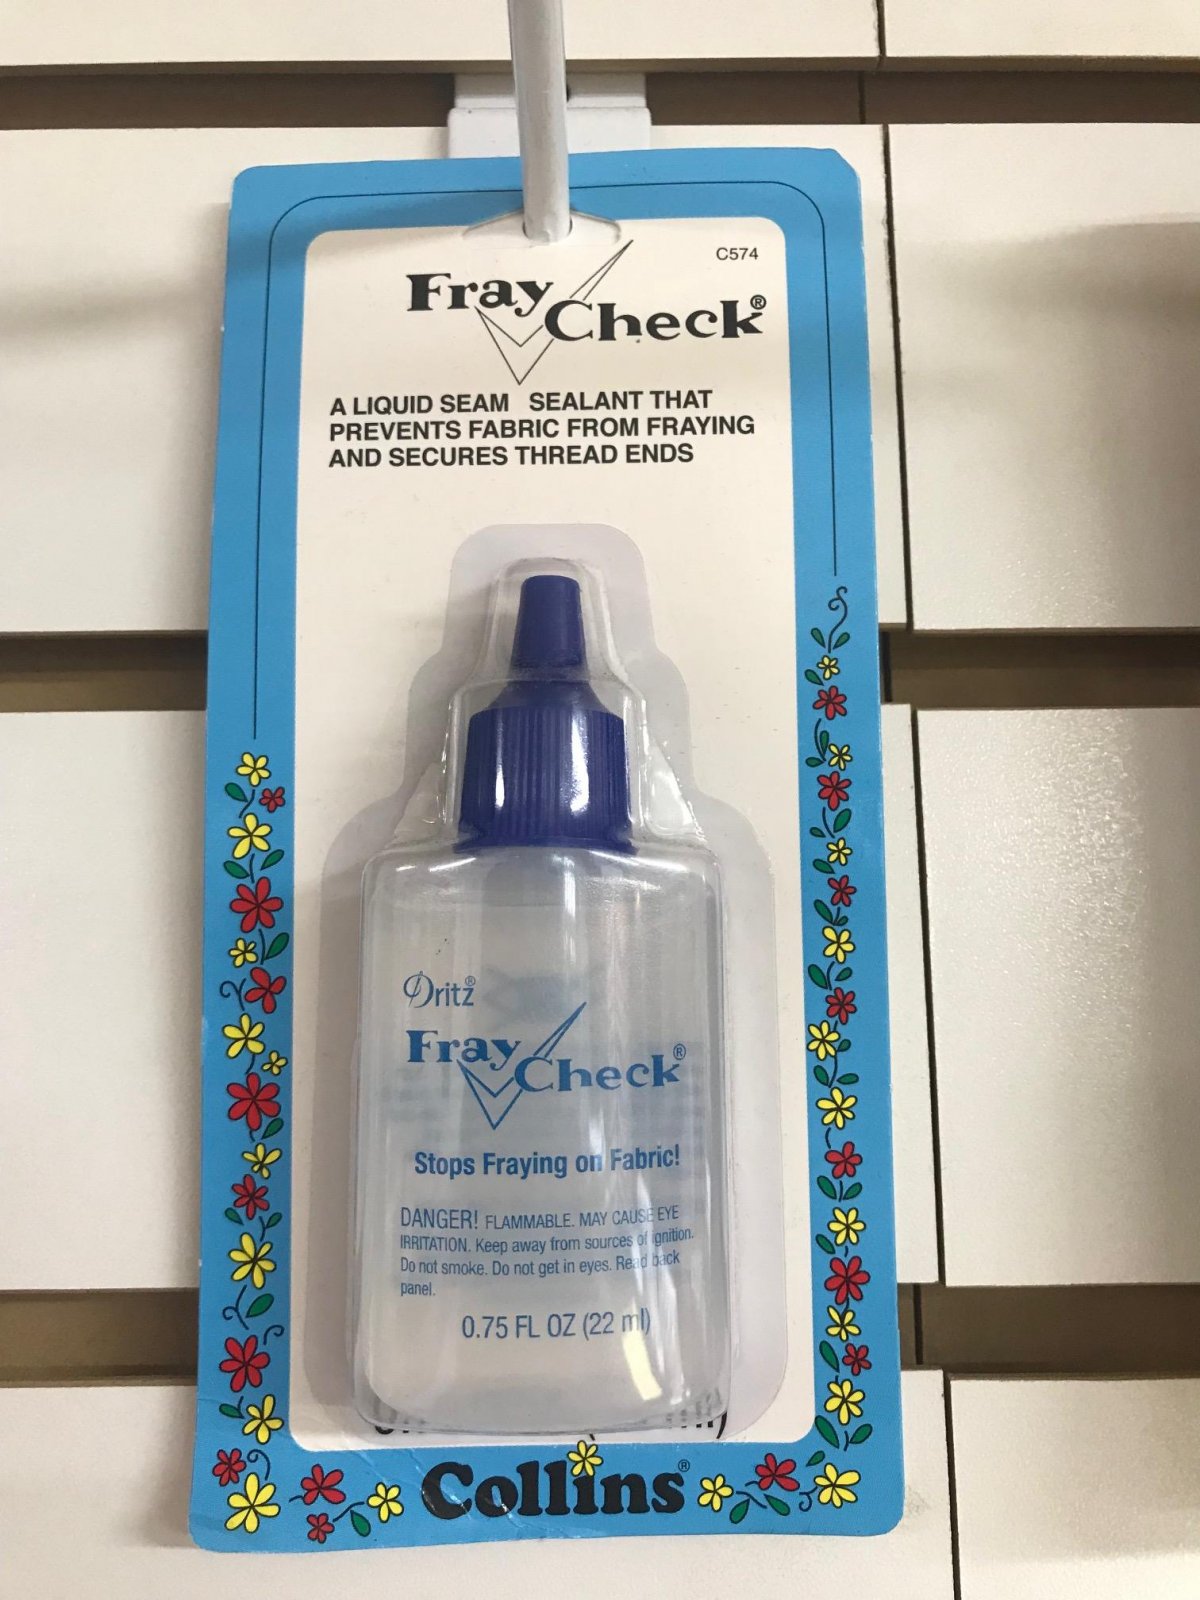 C574
Fray Check®
A LIQUID SEAM SEALANT THAT
PREVENTS FABRIC FROM FRAYING
AND SECURES THREAD ENDS
Dritz®
Fray Check®
Stops Fraying on Fabric!
DANGER! FLAMMABLE. MAY CAUSE EYE
IRRITATION. Keep away from sources of ignition.
Do not smoke. Do not get in eyes. Read back
panel.
0.75 FL OZ (22 ml)
Collins®